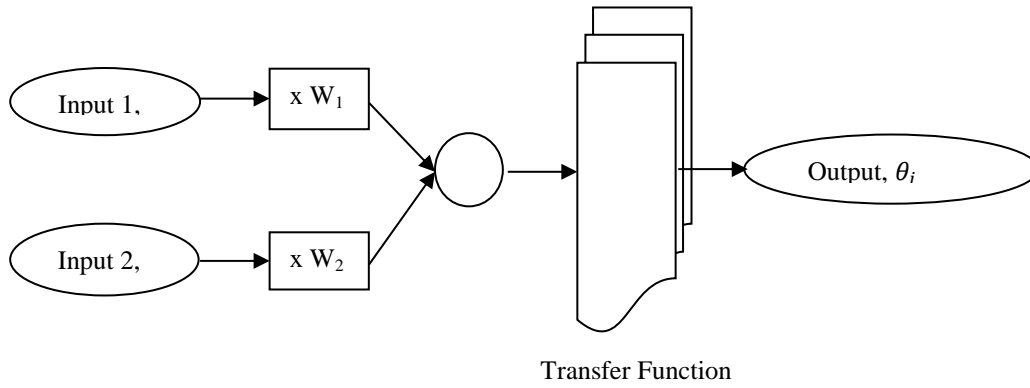 Input 1,
x W₁
Output, θᵢ
Input 2,
x W₂
Transfer Function